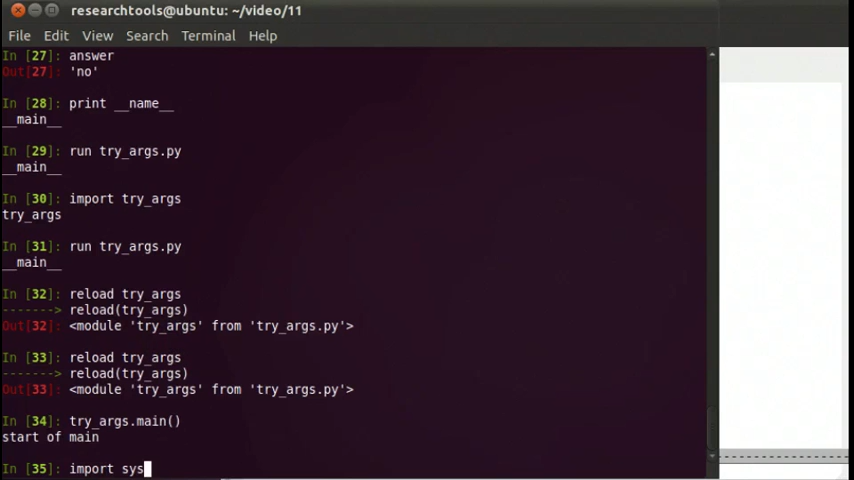 researchtools@ubuntu: ~/video/11
File Edit View Search Terminal Help
In [27]: answer
Out[27]: 'no'
In [28]: print __name__
__main__
In [29]: run try_args.py
__main__
In [30]: import try_args
try_args
In [31]: run try_args.py
__main__
In [32]: reload try_args
-------> reload(try_args)
Out[32]: <module 'try_args' from 'try_args.py'>
In [33]: reload try_args
-------> reload(try_args)
Out[33]: <module 'try_args' from 'try_args.py'>
In [34]: try_args.main()
start of main
In [35]: import sys